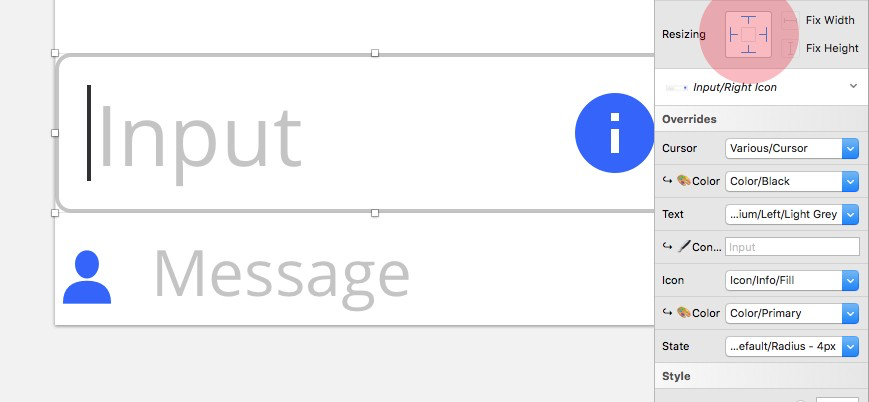 Input
Message
Resizing
Fix Width
Fix Height
Input/Right Icon
Overrides
Cursor Various/Cursor
Color Color/Black
Text ...ium/Left/Light Grey
Con... Input
Icon Icon/Info/Fill
Color Color/Primary
State ...efault/Radius - 4px
Style